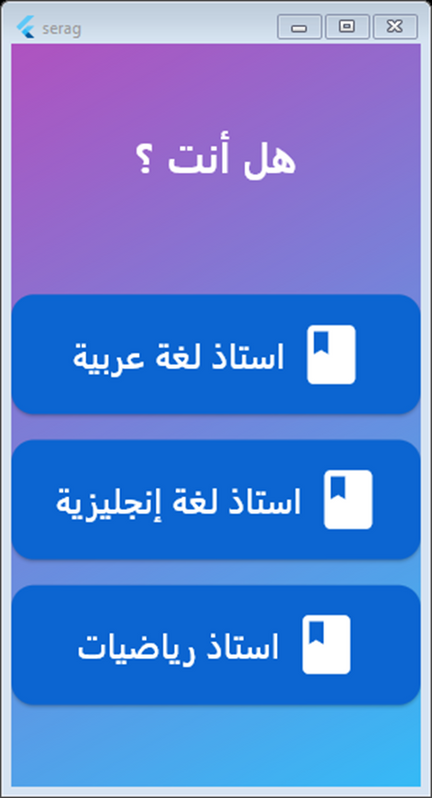 serag
هل أنت ؟
استاذ لغة عربية
استاذ لغة إنجليزية
استاذ رياضيات